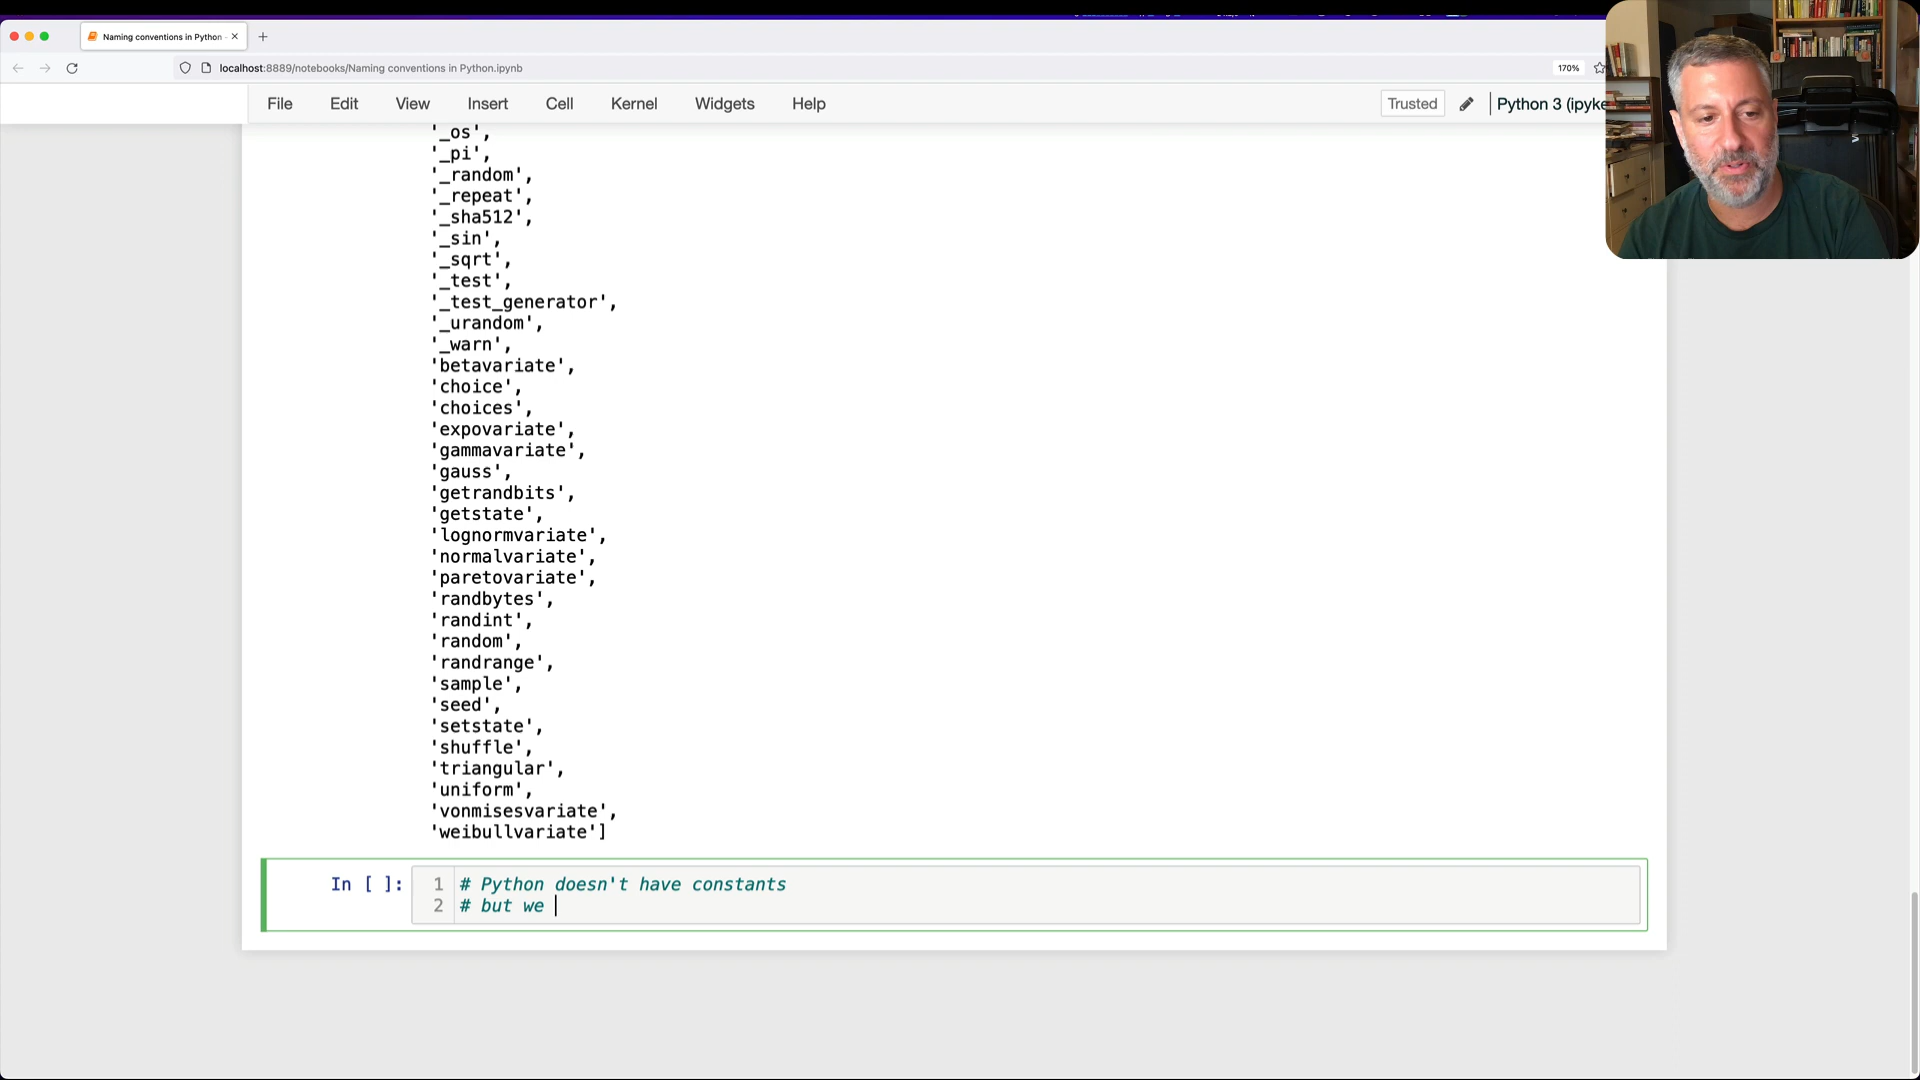 Naming conventions in Python -
localhost:8889/notebooks/Naming conventions in Python.ipynb
170%
File Edit View Insert Cell Kernel Widgets Help
Trusted
Python 3 (ipyke
'_os',
'_pi',
'_random',
'_repeat',
'_sha512',
'_sin',
'_sqrt',
'_test',
'_test_generator',
'_urandom',
'_warn',
'betavariate',
'choice',
'choices',
'expovariate',
'gammavariate',
'gauss',
'getrandbits',
'getstate',
'lognormvariate',
'normalvariate',
'paretovariate',
'randbytes',
'randint',
'random',
'randrange',
'sample',
'seed',
'setstate',
'shuffle',
'triangular',
'uniform',
'vonmisesvariate',
'weibullvariate']
In [ ]: 1 # Python doesn't have constants
2 # but we